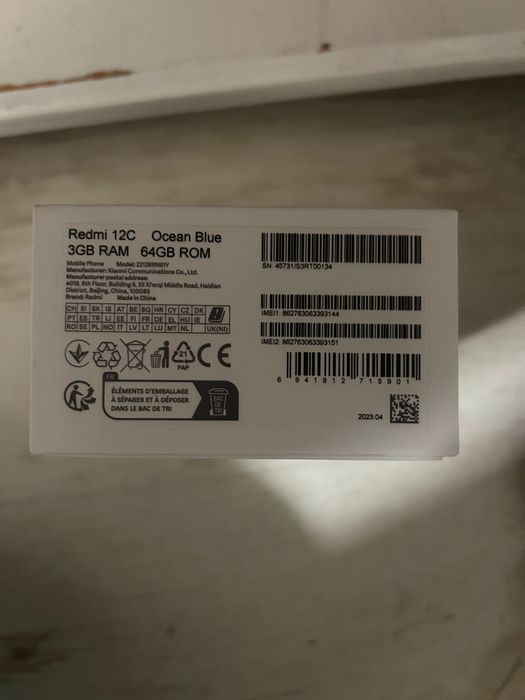 Redmi 12C Ocean Blue
3GB RAM 64GB ROM
Mobile Phone Model: 22126RN91Y
Manufacturer: Xiaomi Communications Co., Ltd.
Manufacturer postal address:
#019, 9th Floor, Building 6, 33 Xi'erqi Middle Road, Haidian
District, Beijing, China, 100085
Brand: Redmi Made in China
CH SI SK IS AT BE BG HR CY CZ DK
PT ES TR LI EE FI FR DE EL HU IE
RO SE PL NO IT LV LT LU MT NL UK(NI)
21
PAP
CE
FR
ÉLÉMENTS D'EMBALLAGE
À SÉPARER ET À DÉPOSER
DANS LE BAC DE TRI
BAC
DE
TRI
SN: 45731/S3RT00134
IMEI1: 862763063393144
IMEI2: 862763063393151
6 941812 715901
2023.04